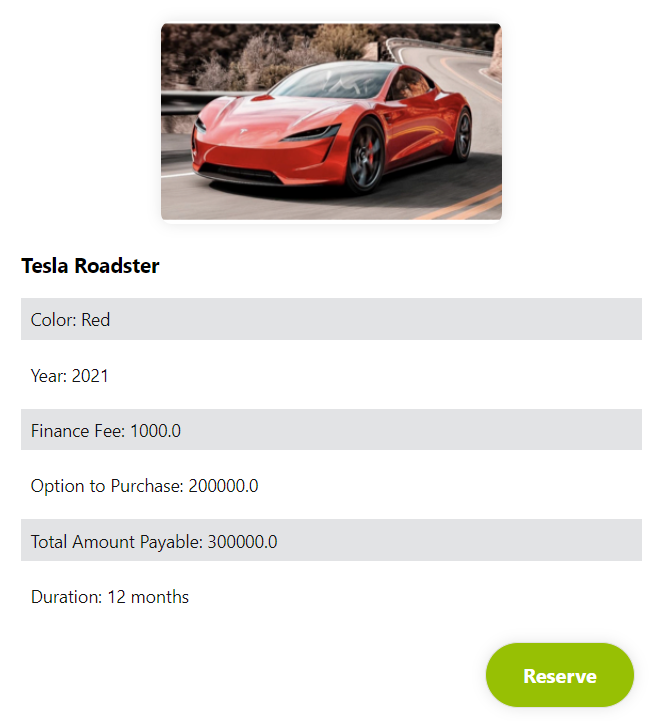 Tesla Roadster
Color: Red
Year: 2021
Finance Fee: 1000.0
Option to Purchase: 200000.0
Total Amount Payable: 300000.0
Duration: 12 months
Reserve